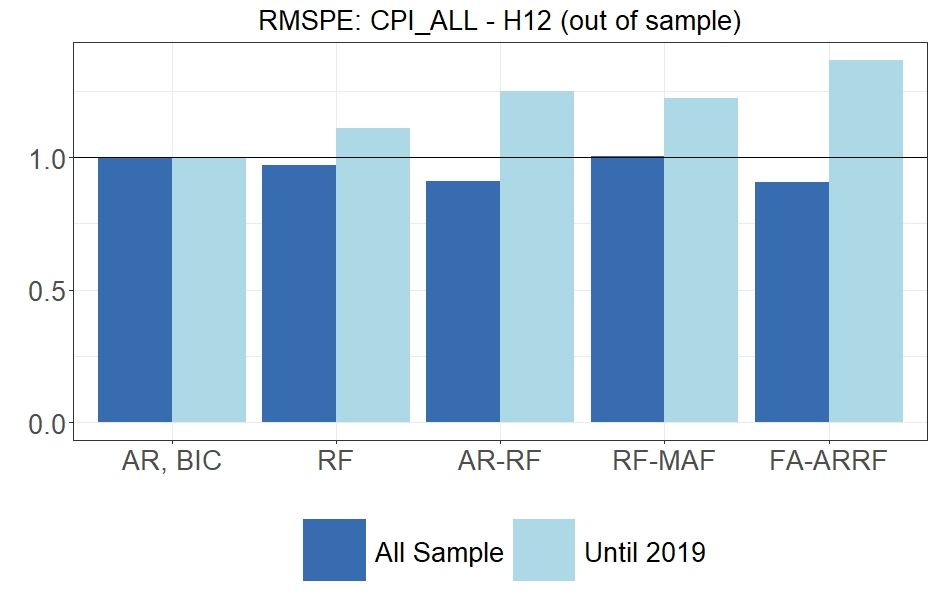 RMSPE: CPI_ALL - H12 (out of sample)
1.0
0.5
0.0
AR, BIC RF AR-RF RF-MAF FA-ARRF
All Sample Until 2019